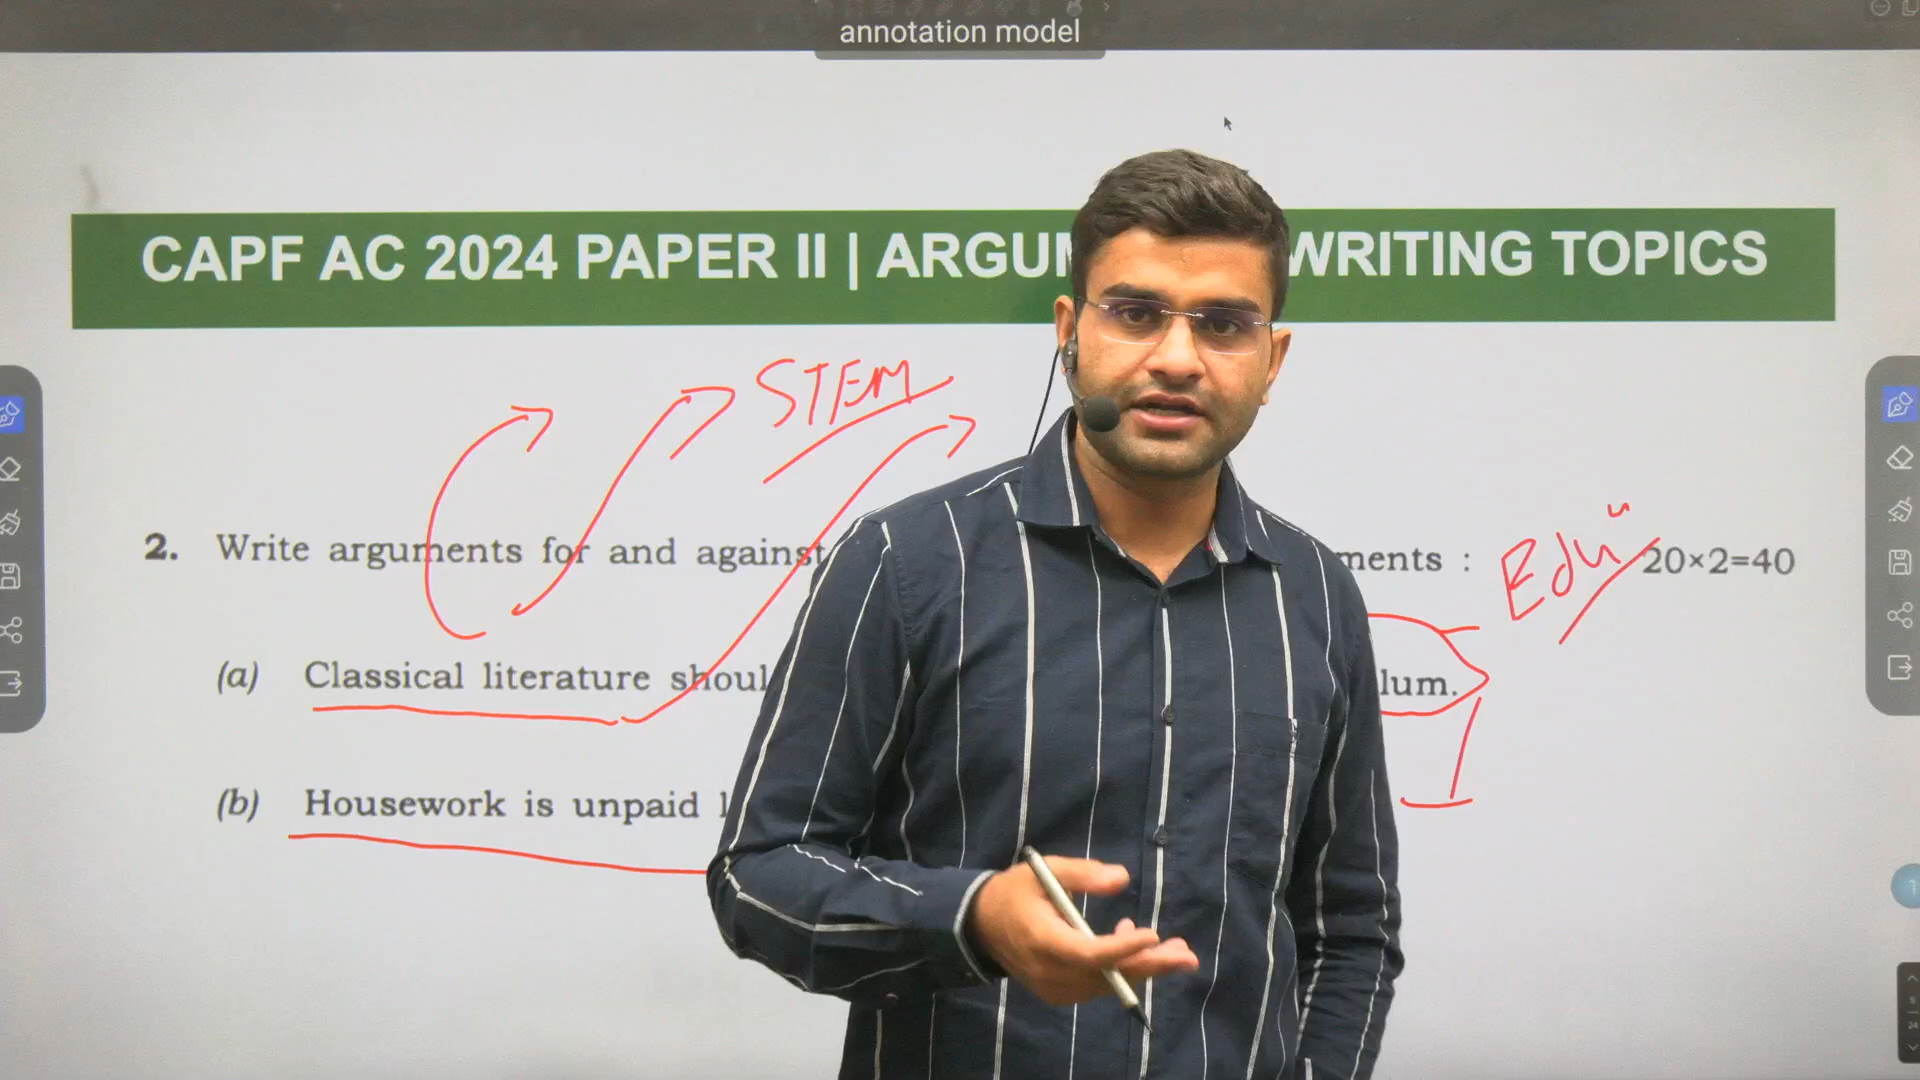 annotation model
CAPF AC 2024 PAPER II | ARGUM WRITING TOPICS
STEM
2. Write arguments for and against ments : 20×2=40
Edu"
(a) Classical literature shoul lum.
(b) Housework is unpaid l